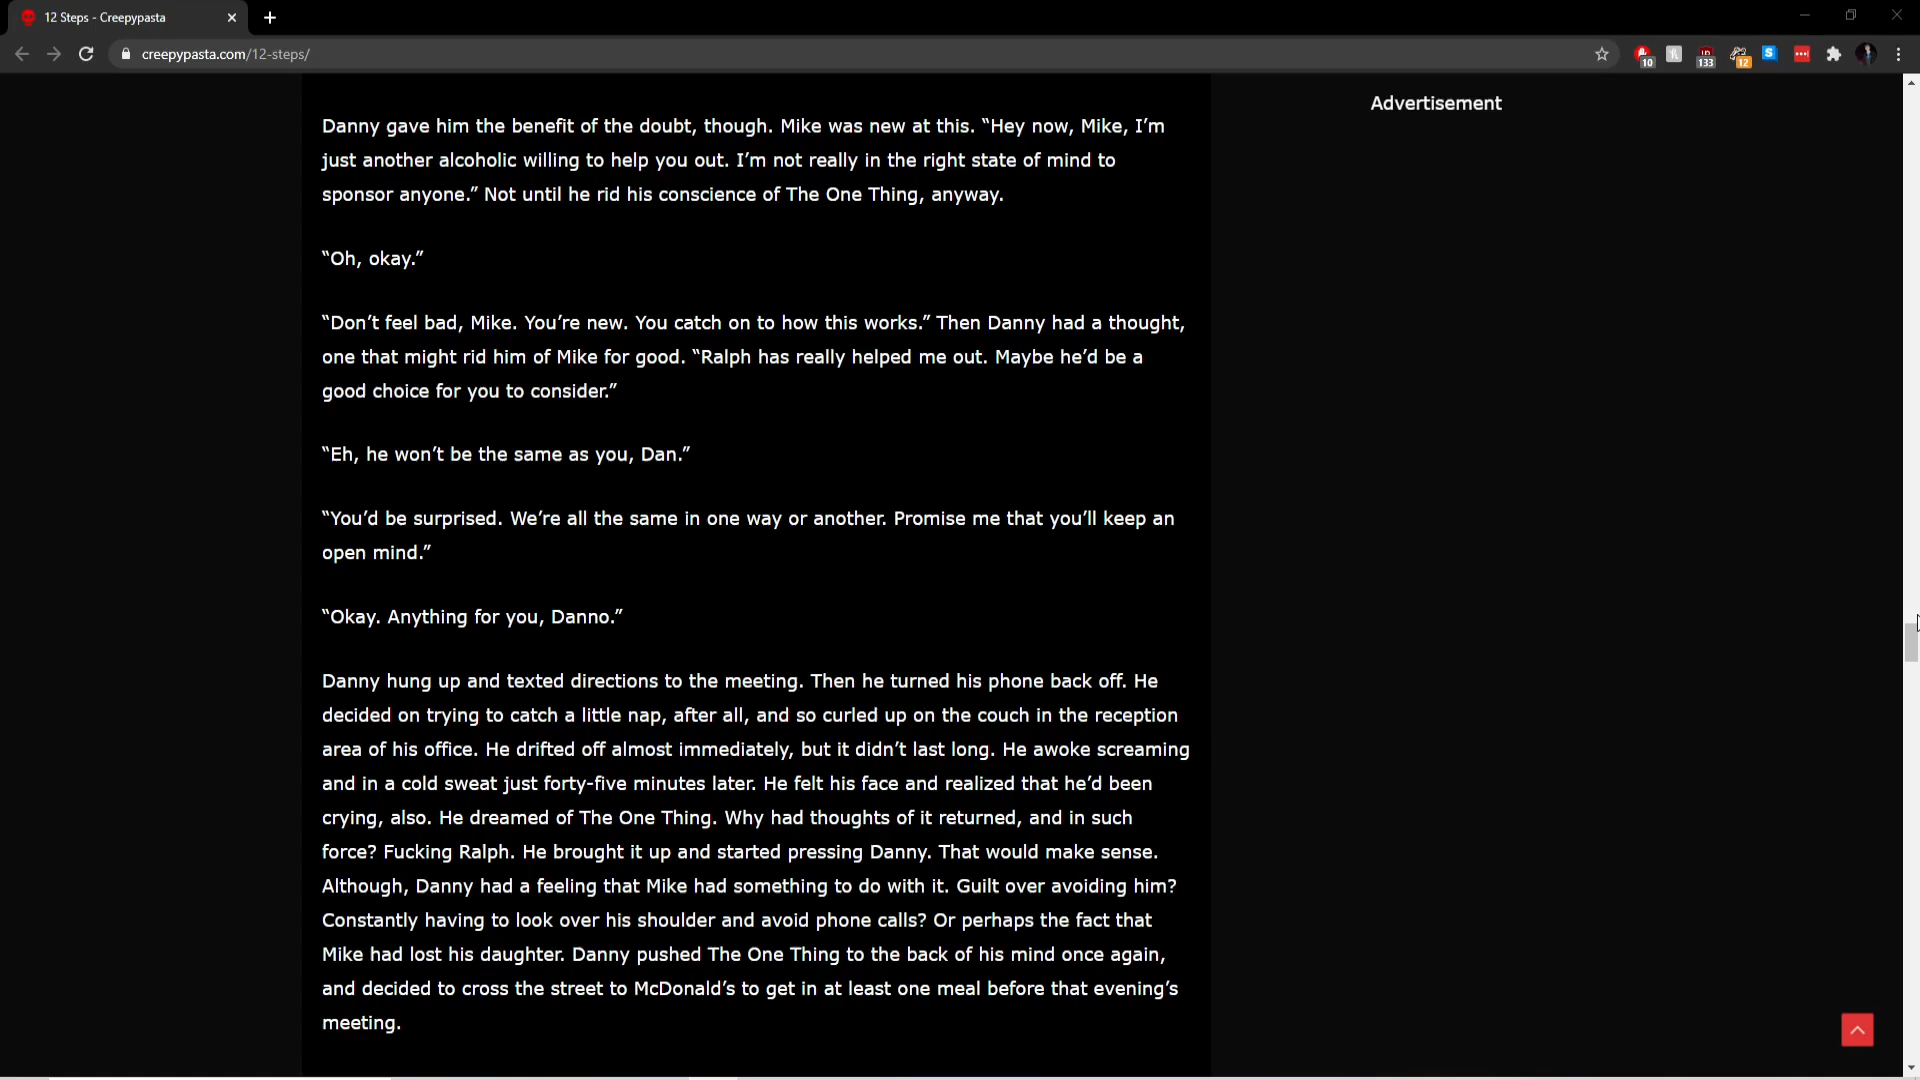 12 Steps - Creepypasta
creepypasta.com/12-steps/
10
133
12
Advertisement
Danny gave him the benefit of the doubt, though. Mike was new at this. “Hey now, Mike, I’m
just another alcoholic willing to help you out. I’m not really in the right state of mind to
sponsor anyone.” Not until he rid his conscience of The One Thing, anyway.
“Oh, okay.”
“Don’t feel bad, Mike. You’re new. You catch on to how this works.” Then Danny had a thought,
one that might rid him of Mike for good. “Ralph has really helped me out. Maybe he’d be a
good choice for you to consider.”
“Eh, he won’t be the same as you, Dan.”
“You’d be surprised. We’re all the same in one way or another. Promise me that you’ll keep an
open mind.”
“Okay. Anything for you, Danno.”
Danny hung up and texted directions to the meeting. Then he turned his phone back off. He
decided on trying to catch a little nap, after all, and so curled up on the couch in the reception
area of his office. He drifted off almost immediately, but it didn’t last long. He awoke screaming
and in a cold sweat just forty-five minutes later. He felt his face and realized that he’d been
crying, also. He dreamed of The One Thing. Why had thoughts of it returned, and in such
force? Fucking Ralph. He brought it up and started pressing Danny. That would make sense.
Although, Danny had a feeling that Mike had something to do with it. Guilt over avoiding him?
Constantly having to look over his shoulder and avoid phone calls? Or perhaps the fact that
Mike had lost his daughter. Danny pushed The One Thing to the back of his mind once again,
and decided to cross the street to McDonald’s to get in at least one meal before that evening’s
meeting.